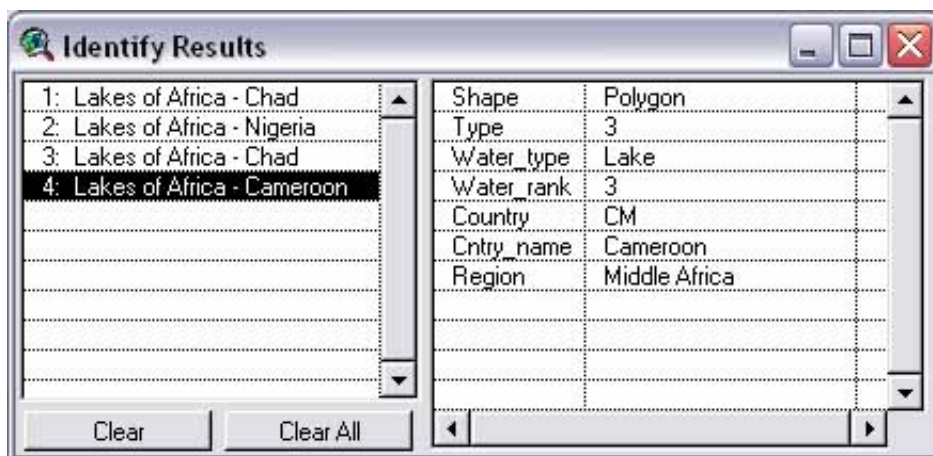 Identify Results
1: Lakes of Africa - Chad
2: Lakes of Africa - Nigeria
3: Lakes of Africa - Chad
4: Lakes of Africa - Cameroon
Shape Polygon
Type 3
Water_type Lake
Water_rank 3
Country CM
Cntry_name Cameroon
Region Middle Africa
Clear Clear All